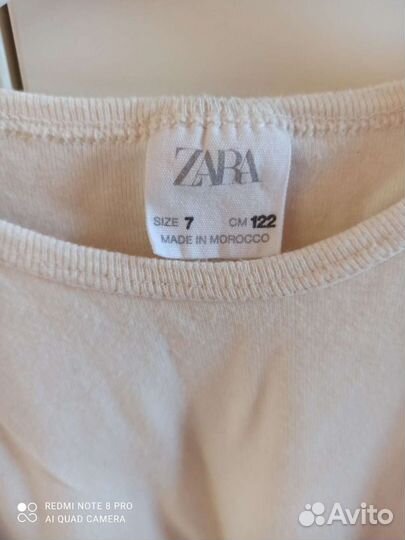 ZARA
SIZE 7 CM 122
MADE IN MOROCCO
REDMI NOTE 8 PRO
AI QUAD CAMERA
Avito